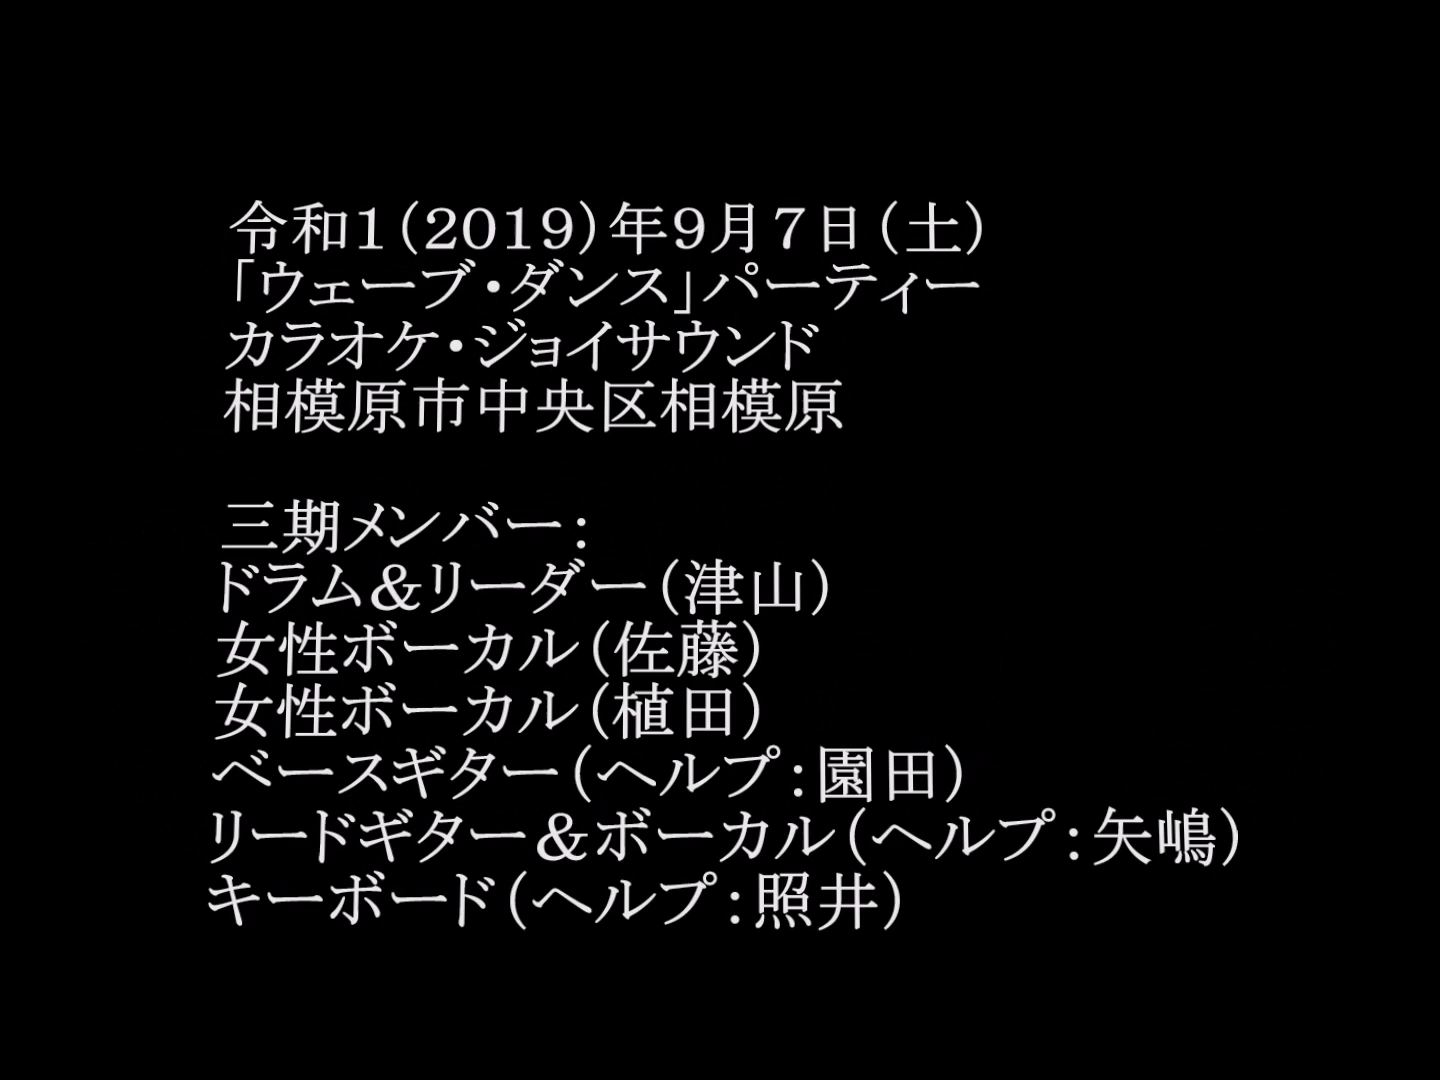 令和１（２０１９）年９月７日（土）
「ウェーブ・ダンス」パーティー
カラオケ・ジョイサウンド
相模原市中央区相模原
三期メンバー：
ドラム＆リーダー（津山）
女性ボーカル（佐藤）
女性ボーカル（植田）
ベースギター（ヘルプ：園田）
リードギター＆ボーカル（ヘルプ：矢嶋）
キーボード（ヘルプ：照井）